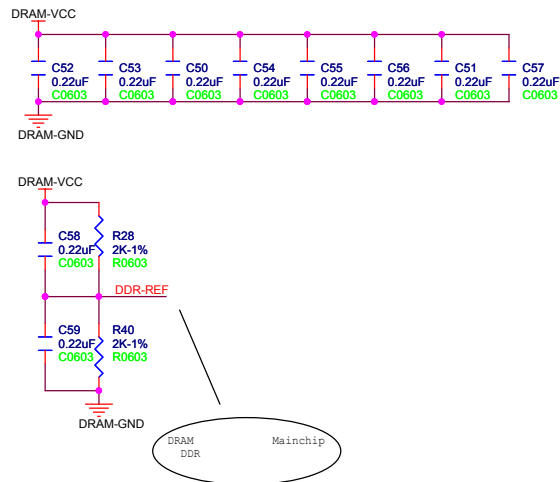 DRAM-VCC
C52 C53 C50 C54 C55 C56 C51 C57
0.22uF 0.22uF 0.22uF 0.22uF 0.22uF 0.22uF 0.22uF 0.22uF
C0603 C0603 C0603 C0603 C0603 C0603 C0603 C0603
DRAM-GND
DRAM-VCC
C58 R28
0.22uF 2K-1%
C0603 R0603
DDR-REF
C59 R40
0.22uF 2K-1%
C0603 R0603
DRAM-GND
DRAM Mainchip
DDR